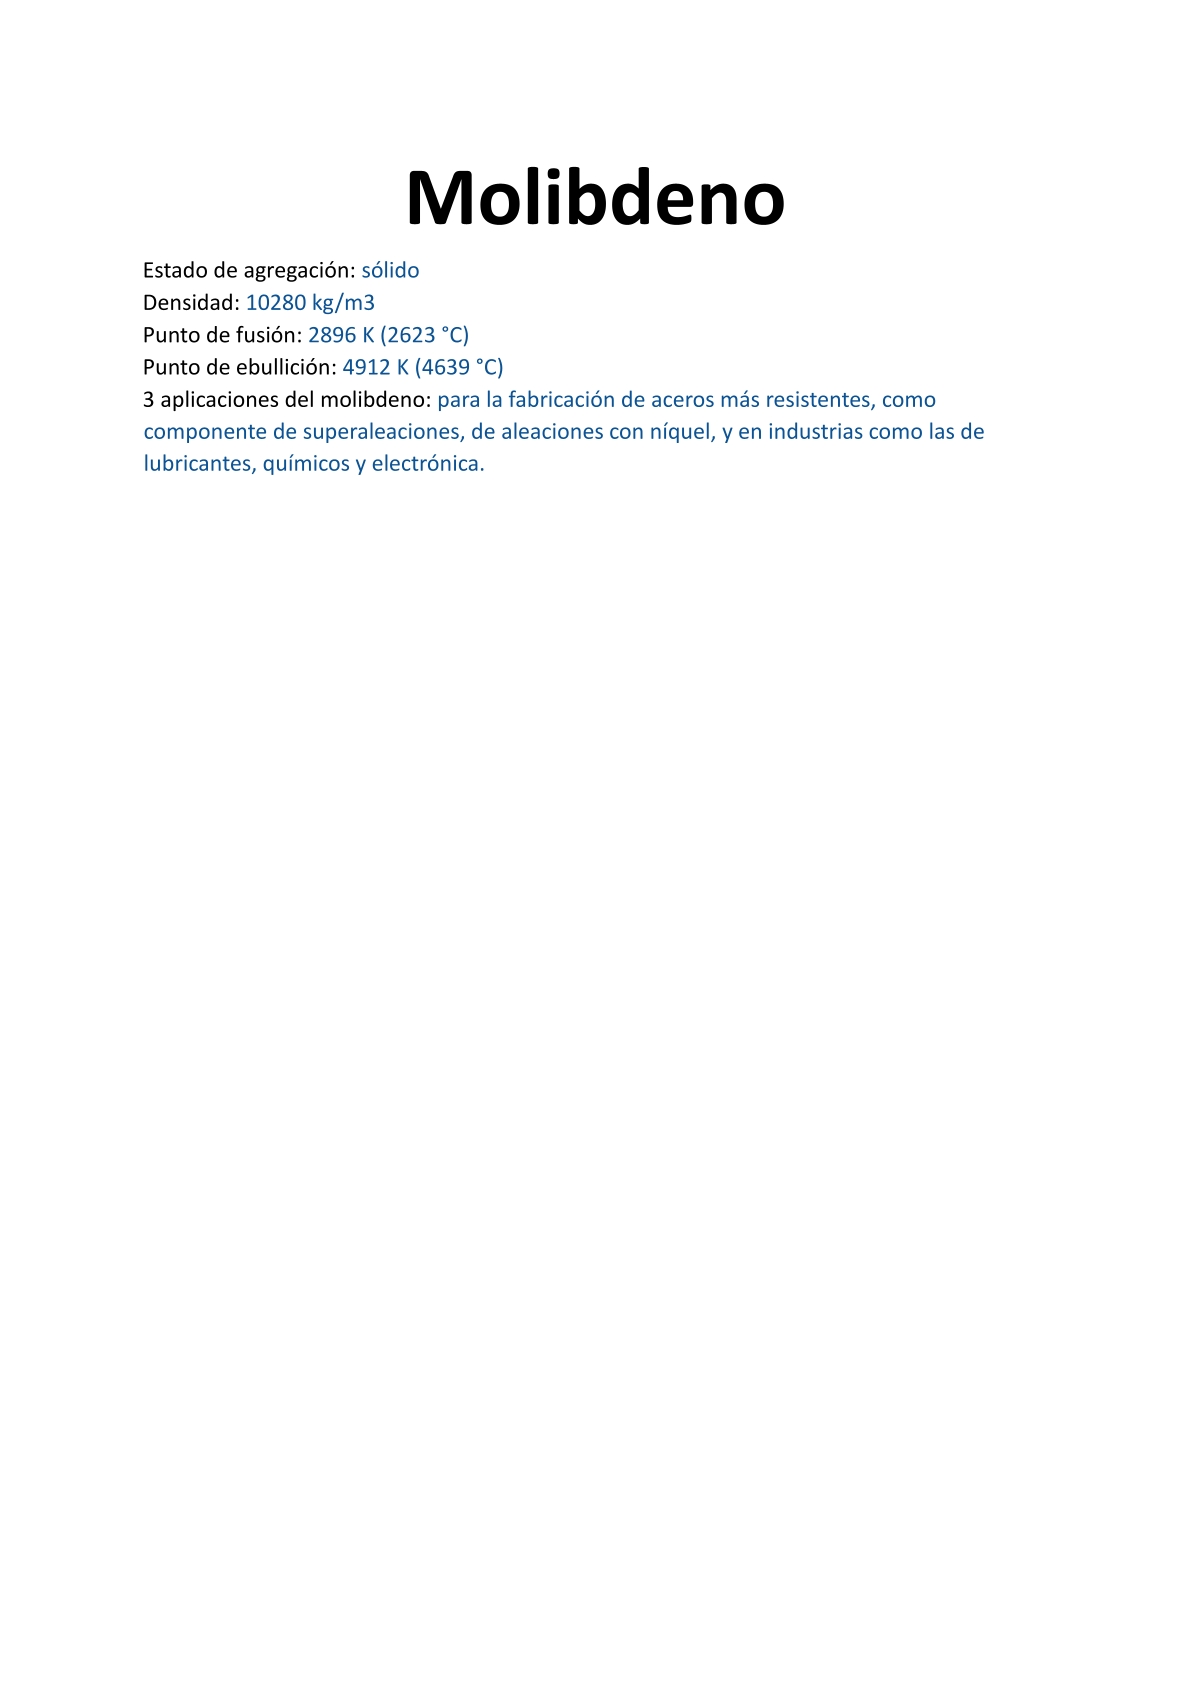 Molibdeno
Estado de agregación: sólido
Densidad: 10280 kg/m3
Punto de fusión: 2896 K (2623 °C)
Punto de ebullición: 4912 K (4639 °C)
3 aplicaciones del molibdeno: para la fabricación de aceros más resistentes, como
componente de superaleaciones, de aleaciones con níquel, y en industrias como las de
lubricantes, químicos y electrónica.